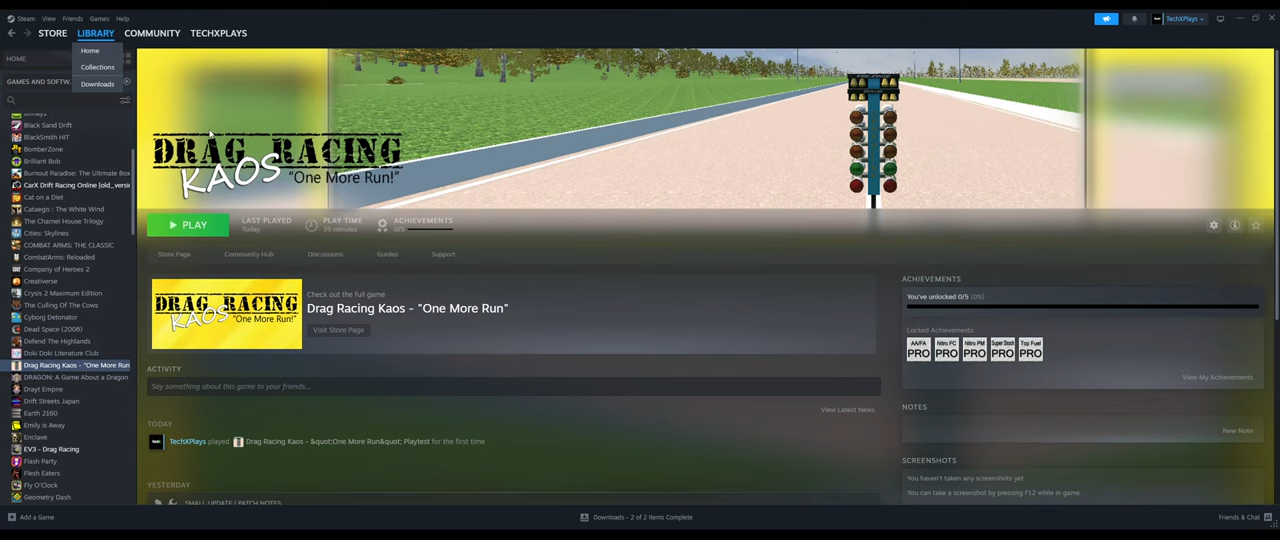 Steam View Friends Games Help
TechXPlays
STORE LIBRARY COMMUNITY TECHXPLAYS
Home
Collections
Downloads
HOME
GAMES AND SOFTW
Black Sand Drift
BlackSmith HIT
BomberZone
Brilliant Bob
Burnout Paradise: The Ultimate Box
CarX Drift Racing Online [old_versi
Cat on a Diet
Cataegis : The White Wind
The Channel House Trilogy
Cities: Skylines
COMBAT ARMS: THE CLASSIC
CombatArms: Reloaded
Company of Heroes 2
Creativerse
Crysis 2 Maximum Edition
The Culling Of The Cows
Cyborg Detonator
Dead Space (2008)
Defend The Highlands
Doki Doki Literature Club
Drag Racing Kaos - "One More Run
DRAGON: A Game About a Dragon
Drayt Empire
Drift Streets Japan
Earth 2160
Emily is Away
Enclave
EV3 - Drag Racing
Flash Party
Flesh Eaters
Fly O'Clock
Geometry Dash
Add a Game
DRAG RACING
KAOS "One More Run!"
PLAY
LAST PLAYED
Today
PLAY TIME
35 minutes
ACHIEVEMENTS
0/5
Store Page Community Hub Discussions Guides Support
DRAG RACING
KAOS "One More Run!"
Check out the full game
Drag Racing Kaos - "One More Run"
Visit Store Page
ACTIVITY
Say something about this game to your friends...
View Latest News
TODAY
TechXPlays played Drag Racing Kaos - &quot;One More Run&quot; Playtest for the first time
YESTERDAY
SMALL UPDATE / PATCH NOTES
ACHIEVEMENTS
You've unlocked 0/5 (0%)
Locked Achievements
AA/FA PRO
Nitro FC PRO
Nitro PM PRO
Super Stock PRO
Top Fuel PRO
View My Achievements
NOTES
New Note
SCREENSHOTS
You haven't taken any screenshots yet
You can take a screenshot by pressing F12 while in game.
Downloads - 2 of 2 Items Complete
Friends & Chat